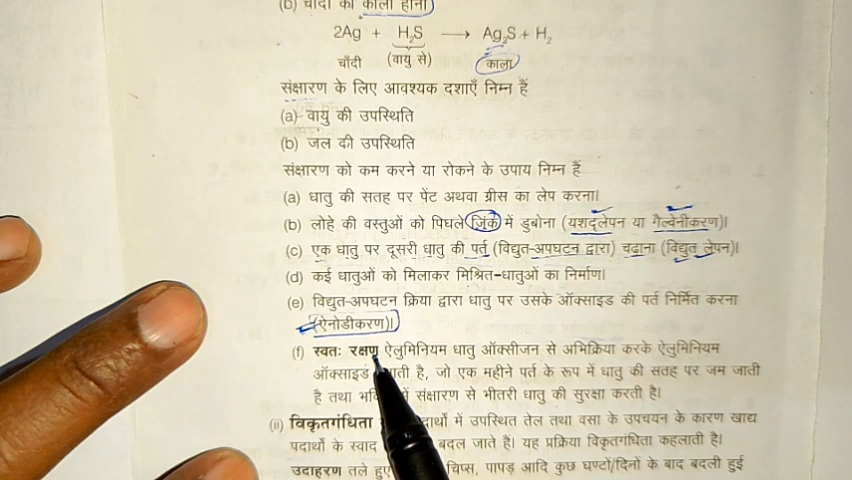 (b) चांदी का काला होना)
2Ag + H₂S ⟶ Ag₂S + H₂
चाँदी (वायु से) काला
संक्षारण के लिए आवश्यक दशाएँ निम्न हैं
(a) वायु की उपस्थिति
(b) जल की उपस्थिति
संक्षारण को कम करने या रोकने के उपाय निम्न हैं
(a) धातु की सतह पर पेंट अथवा ग्रीस का लेप करना।
(b) लोहे की वस्तुओं को पिघले जिंक में डुबोना (यशदलेपन या गैल्वेनीकरण)।
(c) एक धातु पर दूसरी धातु की पर्त (विद्युत-अपघटन द्वारा) चढ़ाना (विद्युत लेपन)।
(d) कई धातुओं को मिलाकर मिश्रित-धातुओं का निर्माण।
(e) विद्युत-अपघटन क्रिया द्वारा धातु पर उसके ऑक्साइड की पर्त निर्मित करना
(ऐनोडीकरण)।
(f) स्वतः रक्षण ऐलुमिनियम धातु ऑक्सीजन से अभिक्रिया करके ऐलुमिनियम
ऑक्साइड है, जो एक महीने पर्त के रूप में धातु की सतह पर जम जाती
है तथा संक्षारण से भीतरी धातु की सुरक्षा करती है।
(ii) विकृतगंधिता में उपस्थित तेल तथा वसा के उपचयन के कारण खाद्य
पदार्थों के स्वाद बदल जाते हैं। यह प्रक्रिया विकृतगंधिता कहलाती है।
उदाहरण तले हुए चिप्स, पापड़ आदि कुछ घण्टों/दिनों के बाद बदली हुई